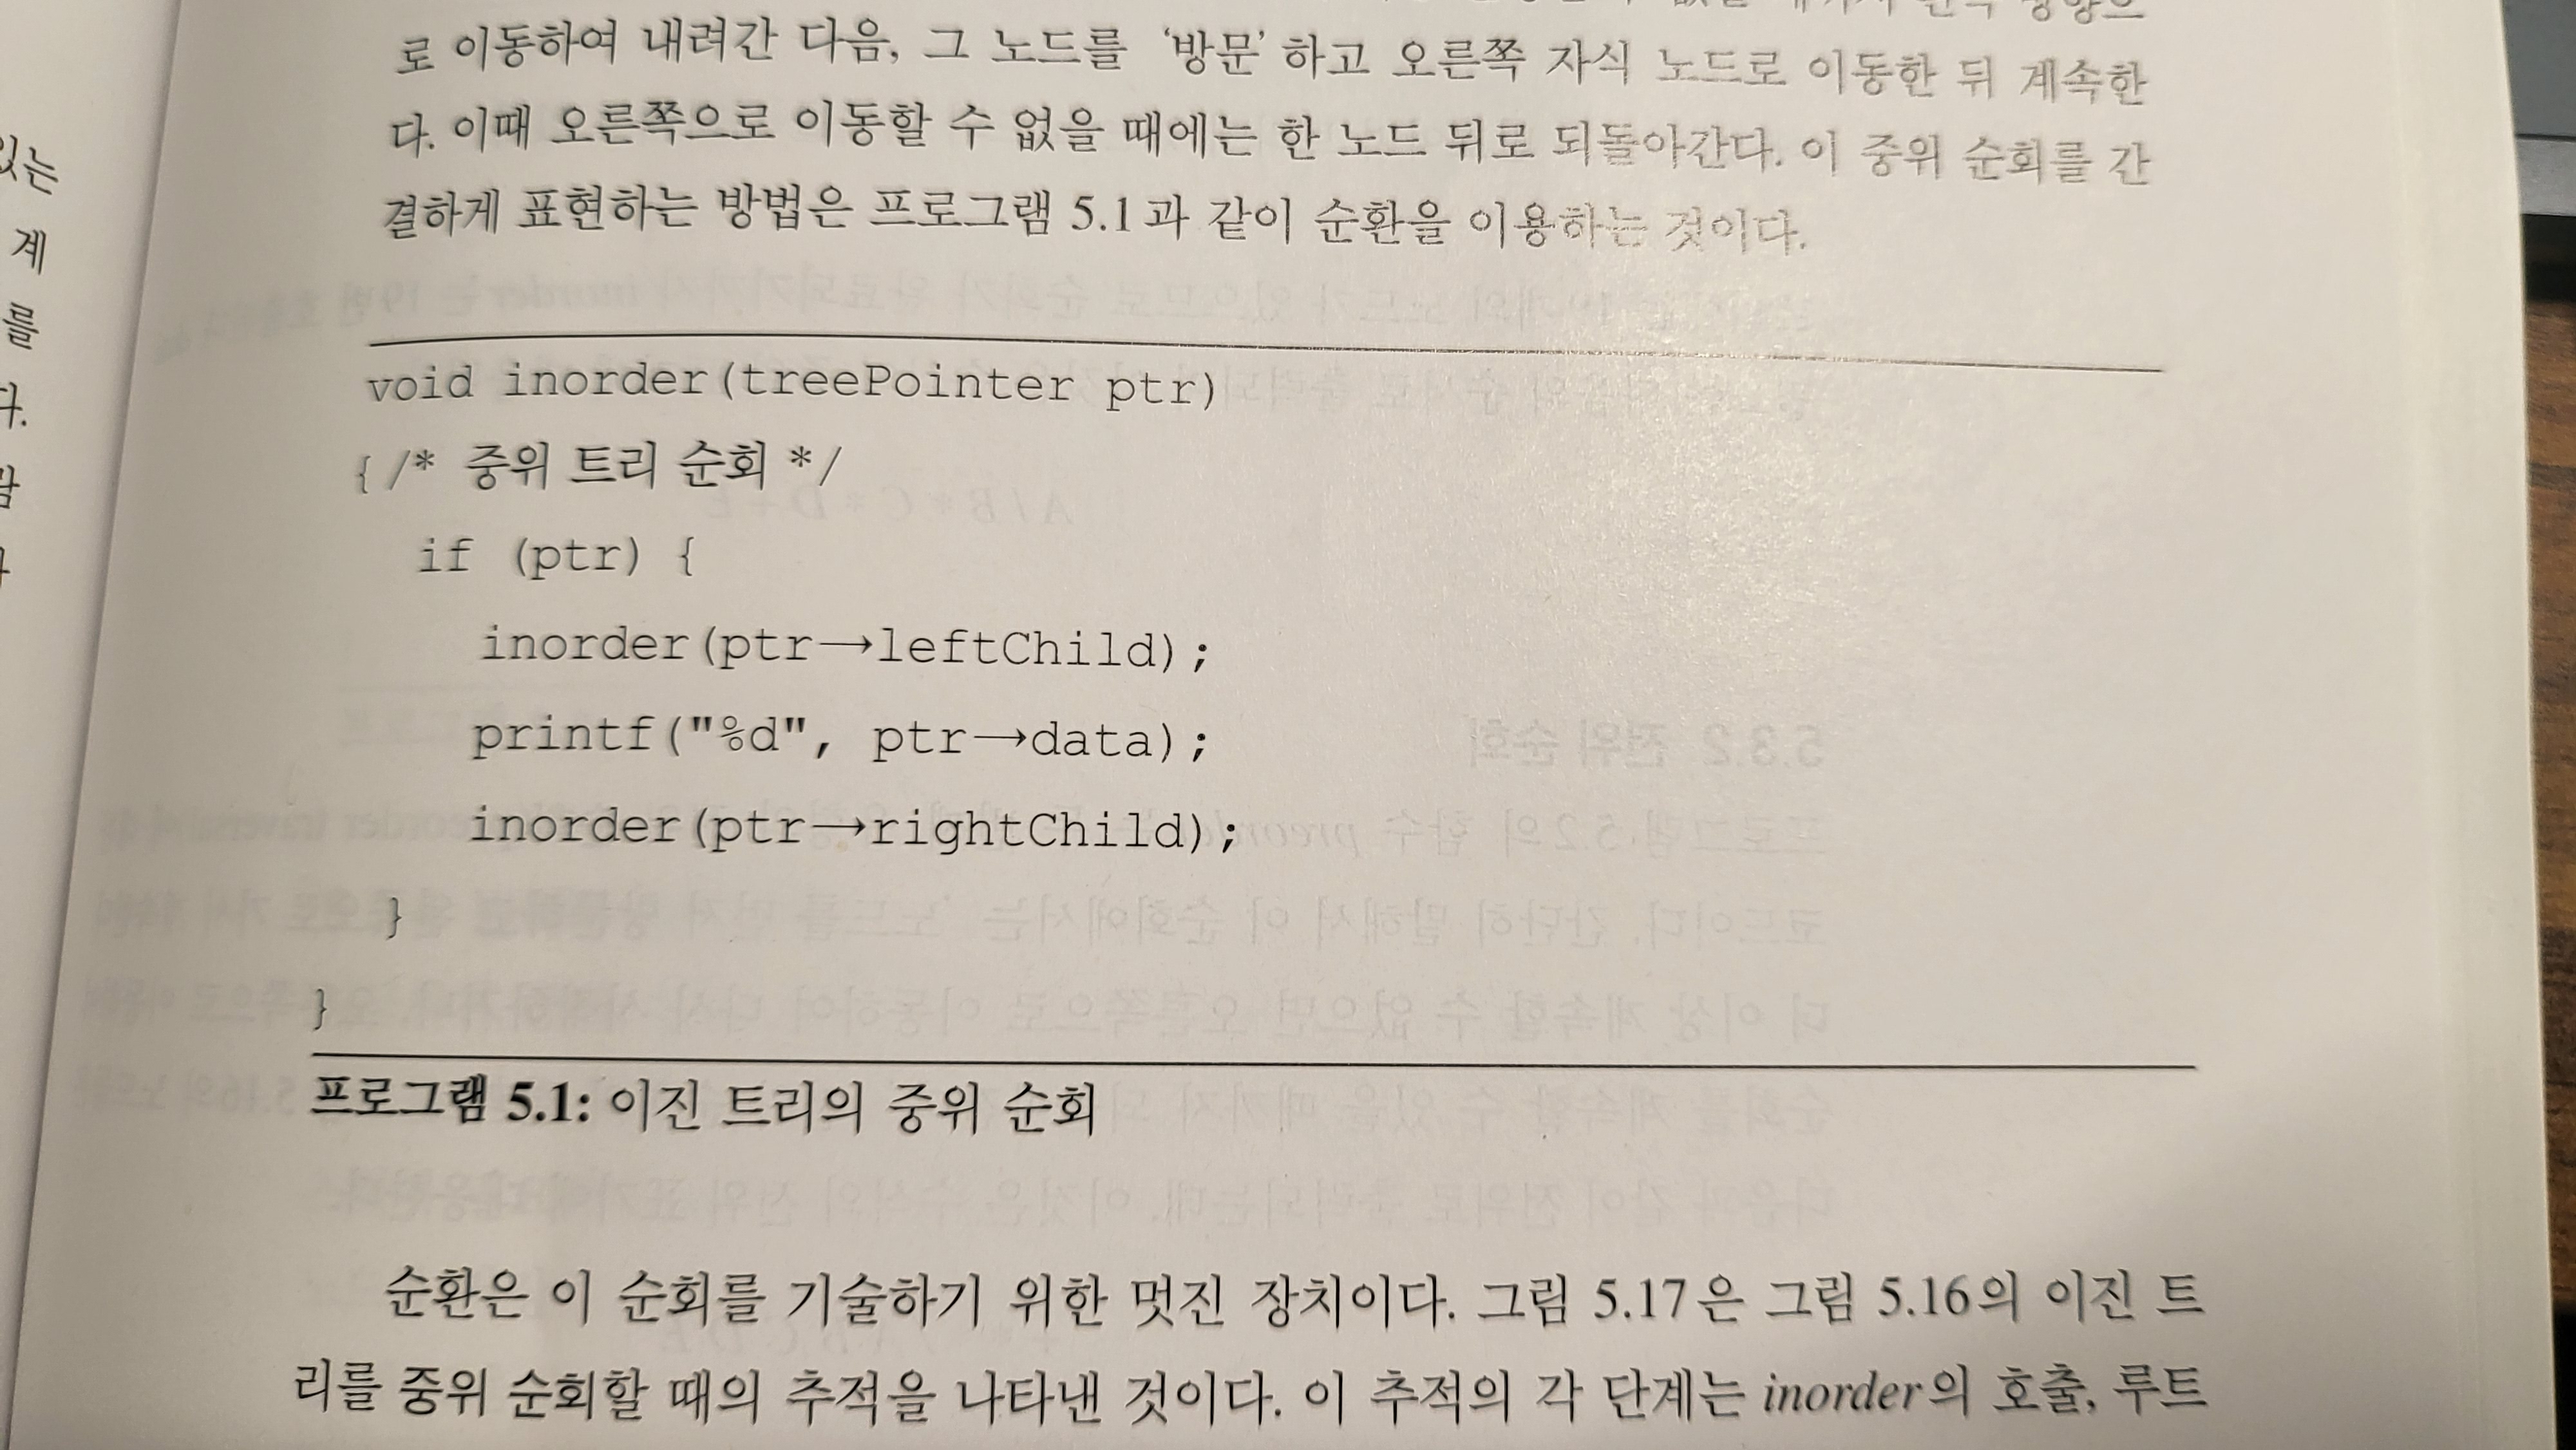 로 이동하여 내려간 다음, 그 노드를 '방문' 하고 오른쪽 자식 노드로 이동한 뒤 계속한
다. 이때 오른쪽으로 이동할 수 없을 때에는 한 노드 뒤로 되돌아간다. 이 중위 순회를 간
결하게 표현하는 방법은 프로그램 5.1과 같이 순환을 이용하는 것이다.
void inorder(treePointer ptr)
{/* 중위 트리 순회 */
if (ptr) {
inorder(ptr→leftChild);
printf("%d", ptr→data);
inorder(ptr→rightChild);
}
}
프로그램 5.1: 이진 트리의 중위 순회
순환은 이 순회를 기술하기 위한 멋진 장치이다. 그림 5.17은 그림 5.16의 이진 트
리를 중위 순회할 때의 추적을 나타낸 것이다. 이 추적의 각 단계는 inorder의 호출, 루트